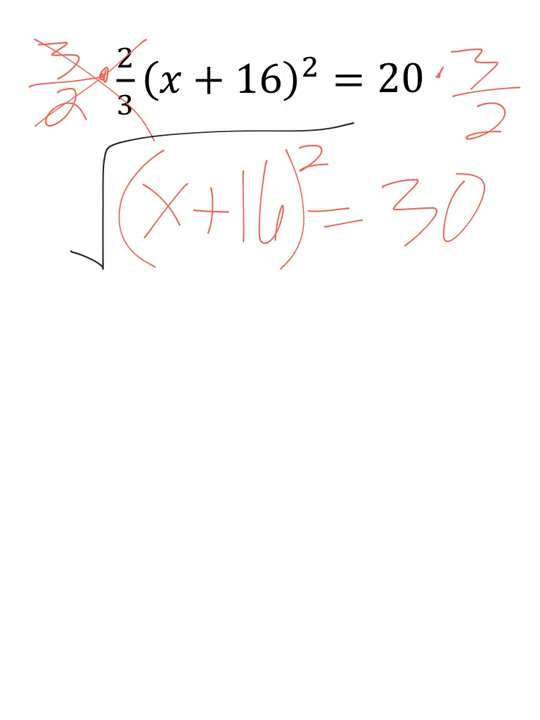 3/2 · 2/3 (x + 16)² = 20 · 3/2
√(x+16)² = 30